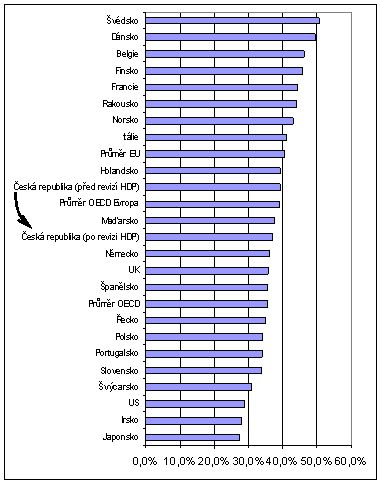 Švédsko
Dánsko
Belgie
Finsko
Francie
Rakousko
Norsko
Itálie
Průměr EU
Holandsko
Česká republika (před revizí HDP)
Průměr OECD Evropa
Maďarsko
Česká republika (po revizi HDP)
Německo
UK
Španělsko
Průměr OECD
Řecko
Polsko
Portugalsko
Slovensko
Švýcarsko
US
Irsko
Japonsko
0,0% 10,0% 20,0% 30,0% 40,0% 50,0% 60,0%